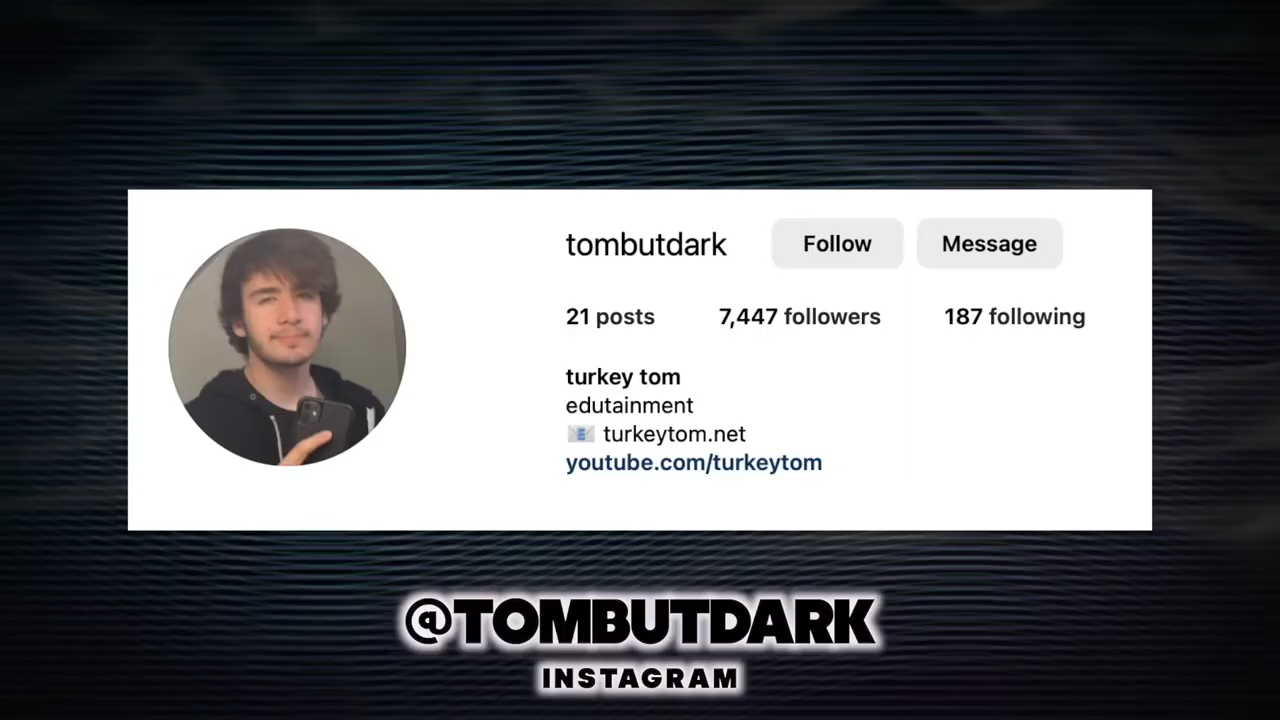 tombutdark Follow Message
21 posts 7,447 followers 187 following
turkey tom
edutainment
📧 turkeytom.net
youtube.com/turkeytom
@TOMBUTDARK
INSTAGRAM